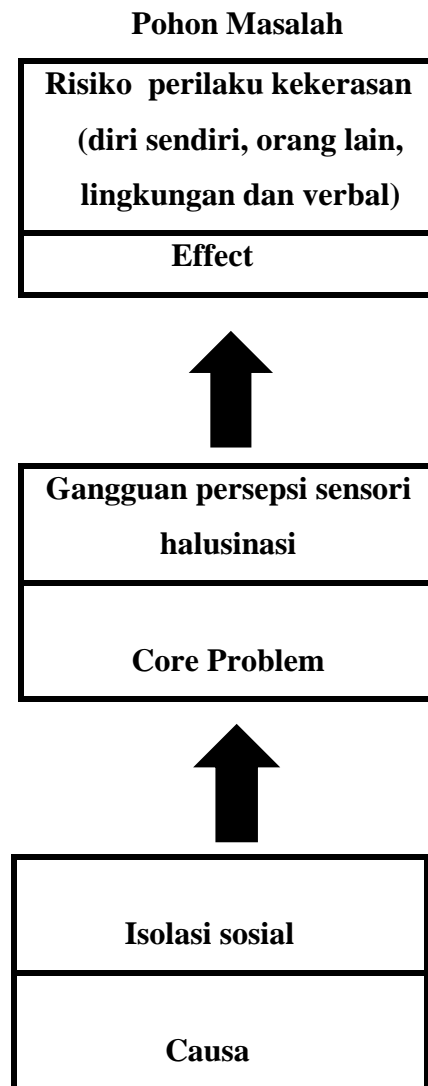 Pohon Masalah
Risiko perilaku kekerasan
(diri sendiri, orang lain,
lingkungan dan verbal)
Effect
Gangguan persepsi sensori
halusinasi
Core Problem
Isolasi sosial
Causa